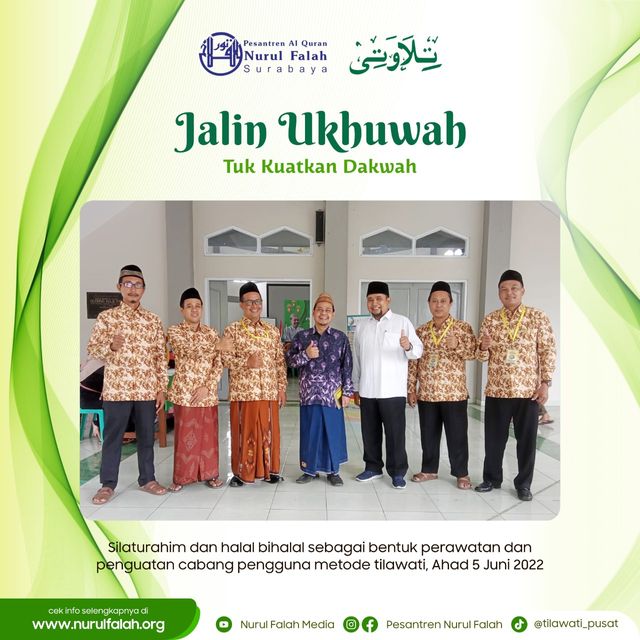 Pesantren Al Quran
Nurul Falah
Surabaya
تِلَاوَتِىْ
Jalin Ukhuwah
Tuk Kuatkan Dakwah
Silaturahim dan halal bihalal sebagai bentuk perawatan dan
penguatan cabang pengguna metode tilawati, Ahad 5 Juni 2022
cek info selengkapnya di
www.nurulfalah.org
Nurul Falah Media
Pesantren Nurul Falah
@tilawati_pusat